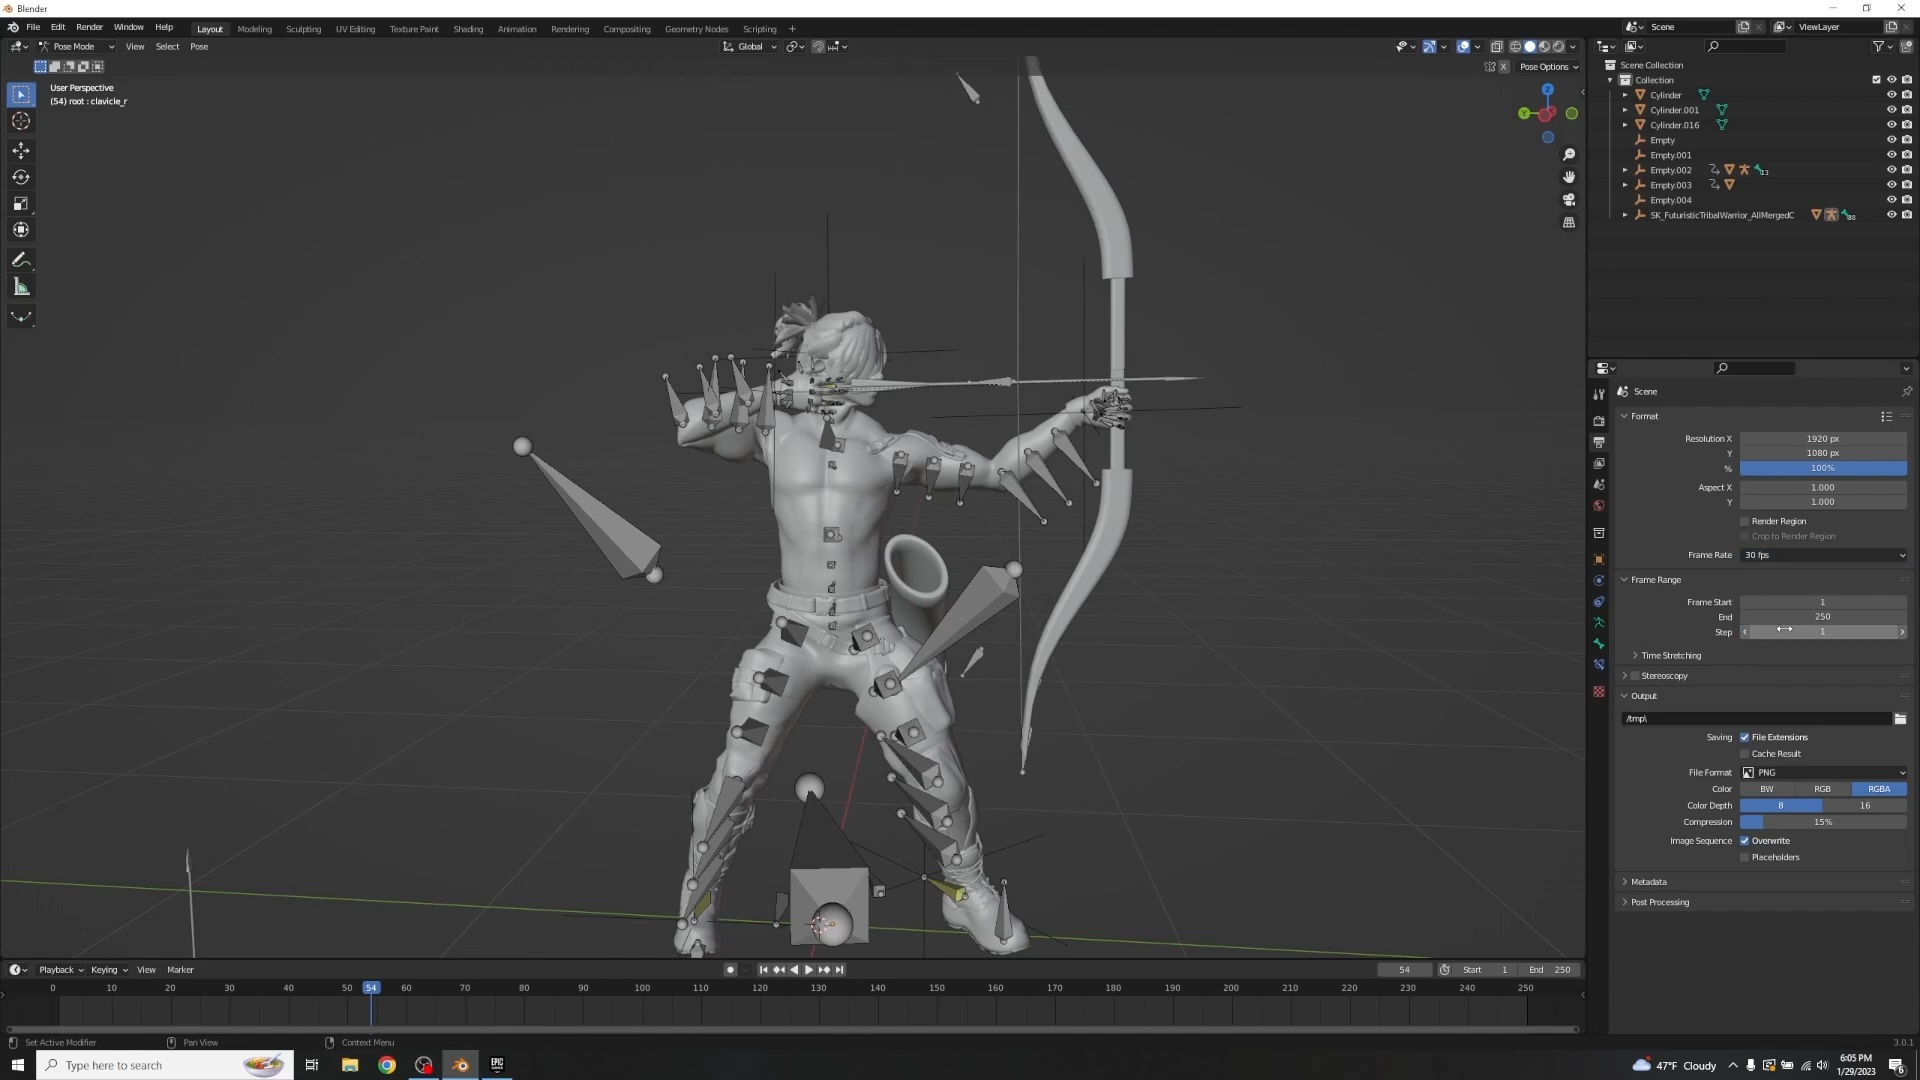 Blender
File Edit Render Window Help
Layout Modeling Sculpting UV Editing Texture Paint Shading Animation Rendering Compositing Geometry Nodes Scripting +
Scene ViewLayer
Pose Mode View Select Pose Global
X Pose Options
User Perspective
(54) root : clavicle_r
Z
Y
Scene Collection
Collection
Cylinder
Cylinder.001
Cylinder.016
Empty
Empty.001
Empty.002 13
Empty.003
Empty.004
SK_FuturisticTribalWarrior_AllMergedC
Scene
Format
Resolution X 1920 px
Y 1080 px
% 100%
Aspect X 1.000
Y 1.000
Render Region
Crop to Render Region
Frame Rate 30 fps
Frame Range
Frame Start 1
End 250
Step 1
Time Stretching
Stereoscopy
Output
/tmp\
Saving File Extensions
Cache Result
File Format PNG
Color BW RGB RGBA
Color Depth 8 16
Compression 15%
Image Sequence Overwrite
Placeholders
Metadata
Post Processing
Playback Keying View Marker 54 Start 1 End 250
0 10 20 30 40 50 54 60 70 80 90 100 110 120 130 140 150 160 170 180 190 200 210 220 230 240 250
Set Active Modifier Pan View Context Menu 3.0.1
Type here to search EPIC GAMES 47°F Cloudy 6:05 PM
1/29/2023 6